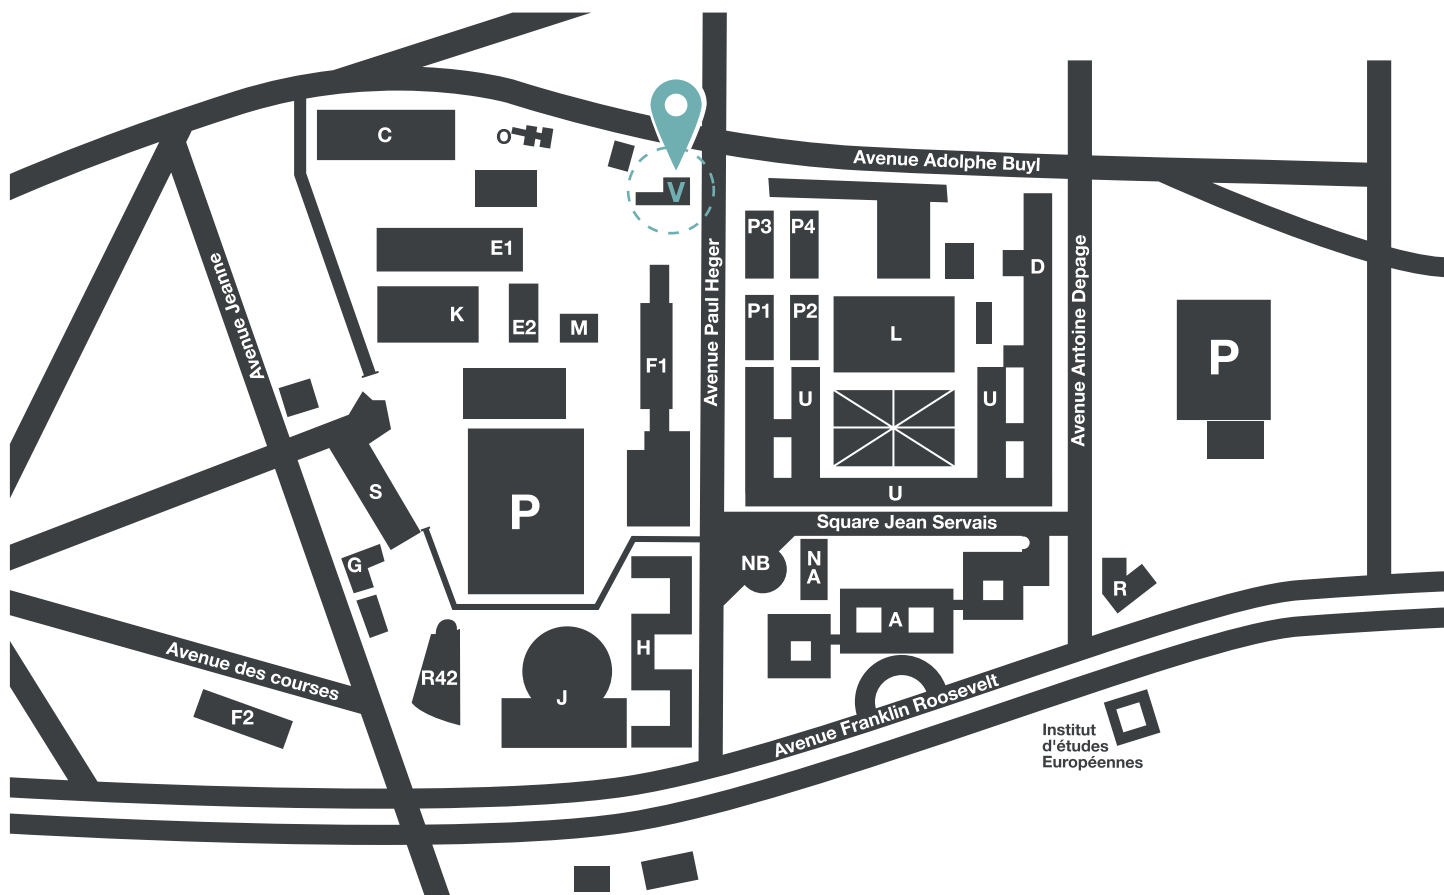 C
O
Avenue Adolphe Buyl
V
P3
P4
E1
D
Avenue Jeanne
Avenue Paul Heger
Avenue Antoine Depage
K
E2
M
P1
P2
L
P
F1
U
U
S
P
U
Square Jean Servais
G
NB
N
A
R
A
H
Avenue des courses
R42
J
F2
Avenue Franklin Roosevelt
Institut
d'études
Européennes